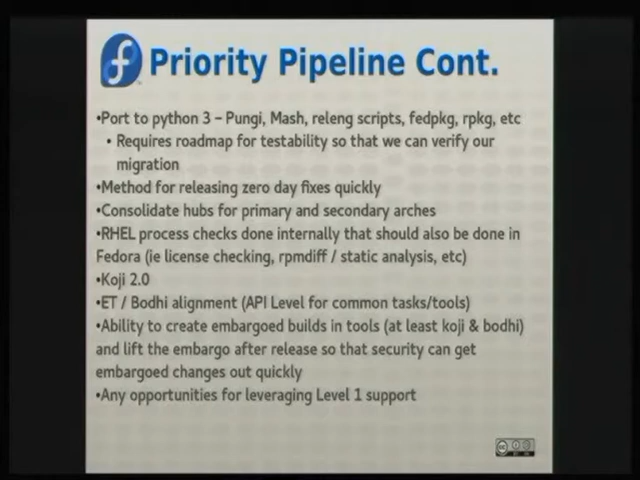 Priority Pipeline Cont.
•Port to python 3 – Pungi, Mash, releng scripts, fedpkg, rpkg, etc
• Requires roadmap for testability so that we can verify our
migration
•Method for releasing zero day fixes quickly
•Consolidate hubs for primary and secondary arches
•RHEL process checks done internally that should also be done in
Fedora (ie license checking, rpmdiff / static analysis, etc)
•Koji 2.0
•ET / Bodhi alignment (API Level for common tasks/tools)
•Ability to create embargoed builds in tools (at least koji & bodhi)
and lift the embargo after release so that security can get
embargoed changes out quickly
•Any opportunities for leveraging Level 1 support